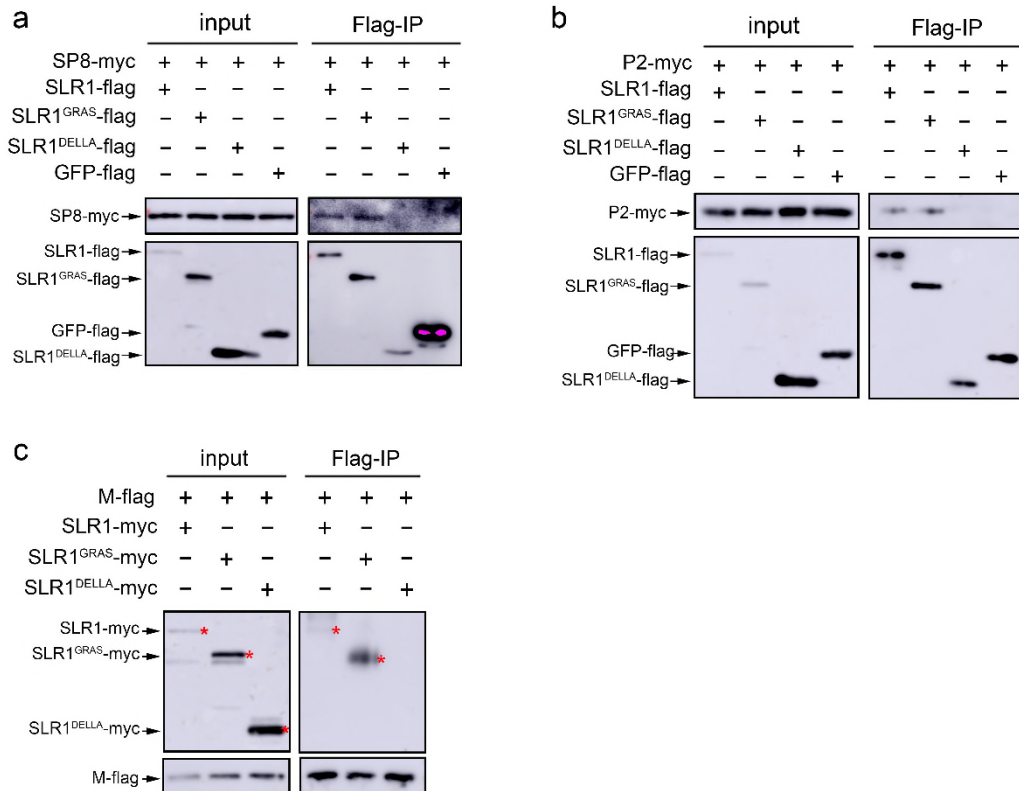 a
input Flag-IP
SP8-myc + + + + + + + +
SLR1-flag + − − − + − − −
SLR1GRAS-flag − + − − − + − −
SLR1DELLA-flag − − + − − − + −
GFP-flag − − − + − − − +
SP8-myc
SLR1-flag
SLR1GRAS-flag
GFP-flag
SLR1DELLA-flag
b
input Flag-IP
P2-myc + + + + + + + +
SLR1-flag + − − − + − − −
SLR1GRAS-flag − + − − − + − −
SLR1DELLA-flag − − + − − − + −
GFP-flag − − − + − − − +
P2-myc
SLR1-flag
SLR1GRAS-flag
GFP-flag
SLR1DELLA-flag
c
input Flag-IP
M-flag + + + + + +
SLR1-myc + − − + − −
SLR1GRAS-myc − + − − + −
SLR1DELLA-myc − − + − − +
SLR1-myc * *
SLR1GRAS-myc * *
SLR1DELLA-myc *
M-flag